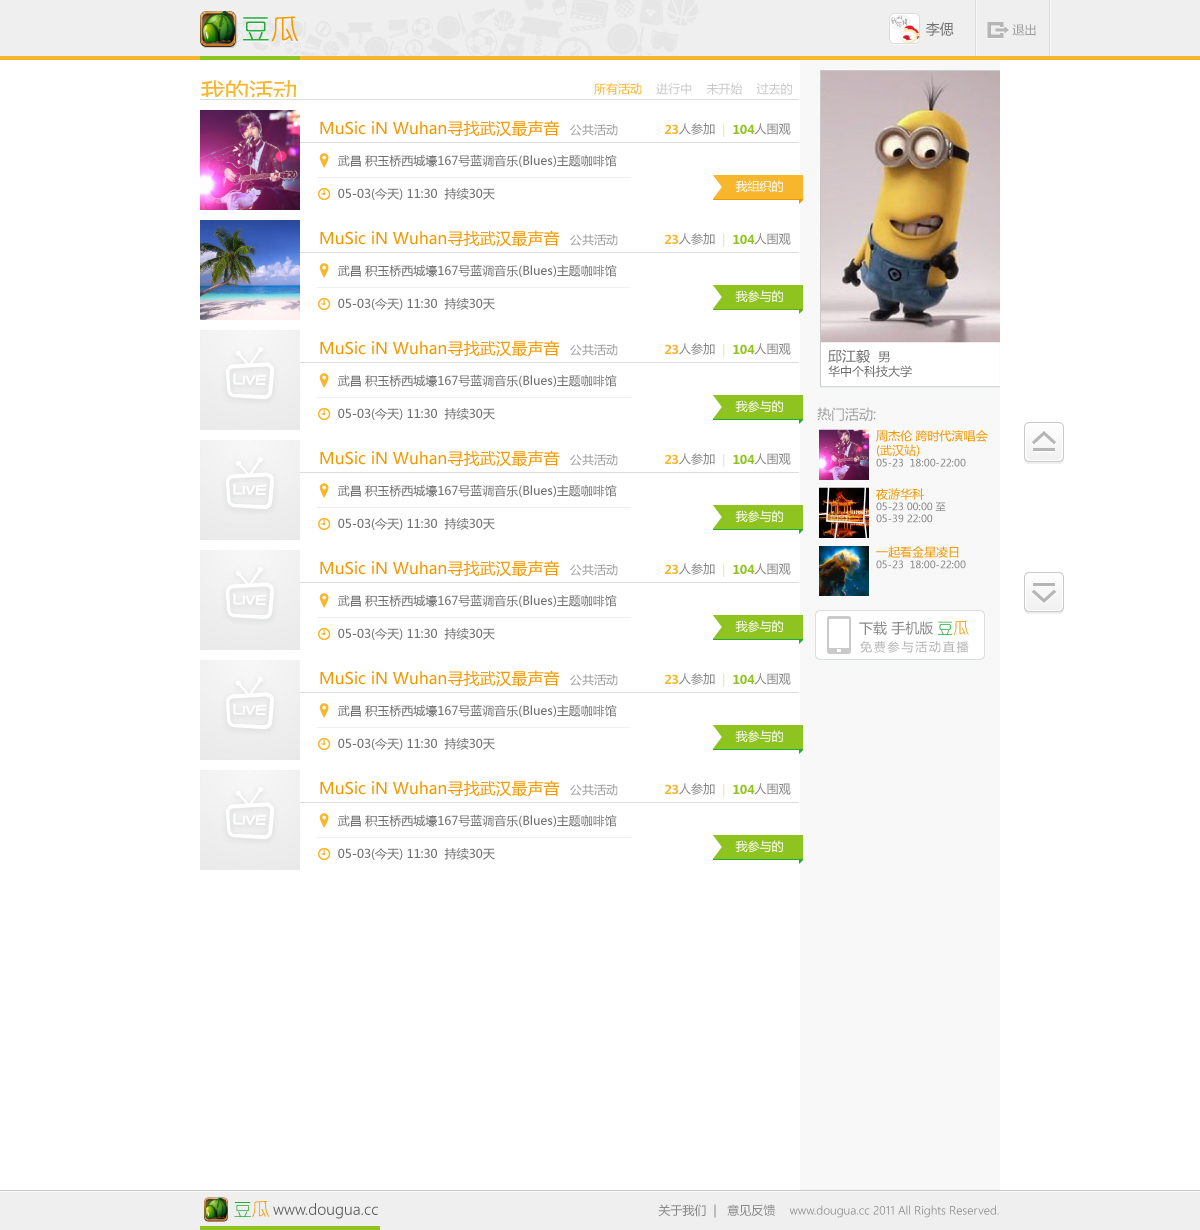 豆瓜
李偲
退出
我的活动
所有活动 进行中 未开始 过去的
MuSic iN Wuhan寻找武汉最声音 公共活动 23人参加 | 104人围观
武昌 积玉桥西城壕167号蓝调音乐(Blues)主题咖啡馆
我组织的
05-03(今天) 11:30 持续30天
MuSic iN Wuhan寻找武汉最声音 公共活动 23人参加 | 104人围观
武昌 积玉桥西城壕167号蓝调音乐(Blues)主题咖啡馆
我参与的
05-03(今天) 11:30 持续30天
LIVE
MuSic iN Wuhan寻找武汉最声音 公共活动 23人参加 | 104人围观
武昌 积玉桥西城壕167号蓝调音乐(Blues)主题咖啡馆
我参与的
05-03(今天) 11:30 持续30天
LIVE
MuSic iN Wuhan寻找武汉最声音 公共活动 23人参加 | 104人围观
武昌 积玉桥西城壕167号蓝调音乐(Blues)主题咖啡馆
我参与的
05-03(今天) 11:30 持续30天
LIVE
MuSic iN Wuhan寻找武汉最声音 公共活动 23人参加 | 104人围观
武昌 积玉桥西城壕167号蓝调音乐(Blues)主题咖啡馆
我参与的
05-03(今天) 11:30 持续30天
LIVE
MuSic iN Wuhan寻找武汉最声音 公共活动 23人参加 | 104人围观
武昌 积玉桥西城壕167号蓝调音乐(Blues)主题咖啡馆
我参与的
05-03(今天) 11:30 持续30天
LIVE
MuSic iN Wuhan寻找武汉最声音 公共活动 23人参加 | 104人围观
武昌 积玉桥西城壕167号蓝调音乐(Blues)主题咖啡馆
我参与的
05-03(今天) 11:30 持续30天
邱江毅 男
华中个科技大学
热门活动:
周杰伦 跨时代演唱会
(武汉站)
05-23 18:00-22:00
夜游华科
05-23 00:00 至
05-39 22:00
一起看金星凌日
05-23 18:00-22:00
下载 手机版 豆瓜
免费参与活动直播
豆瓜 www.dougua.cc
关于我们 | 意见反馈 www.dougua.cc 2011 All Rights Reserved.